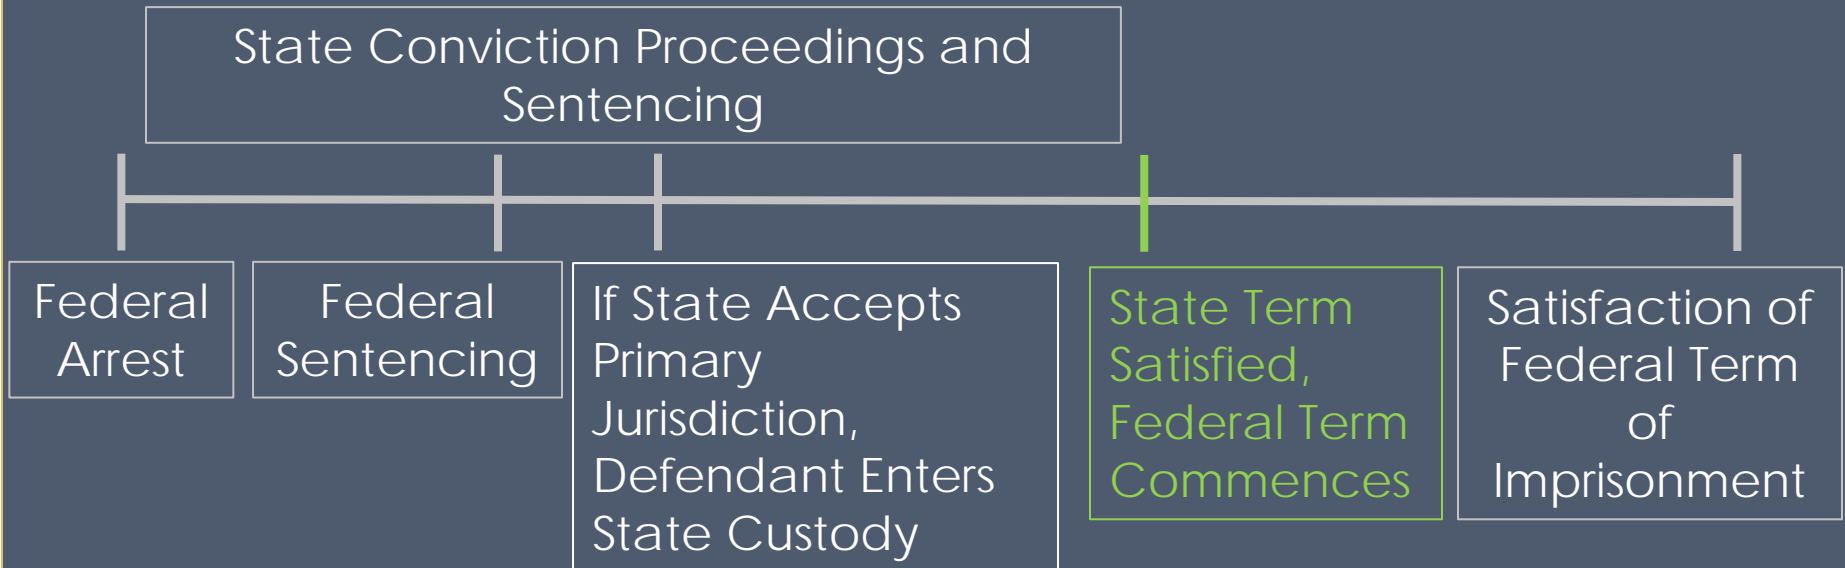 State Conviction Proceedings and
Sentencing
Federal
Arrest
Federal
Sentencing
If State Accepts
Primary
Jurisdiction,
Defendant Enters
State Custody
State Term
Satisfied,
Federal Term
Commences
Satisfaction of
Federal Term
of
Imprisonment